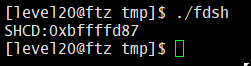 [level20@ftz tmp]$ ./fdsh
SHCD:0xbffffd87
[level20@ftz tmp]$